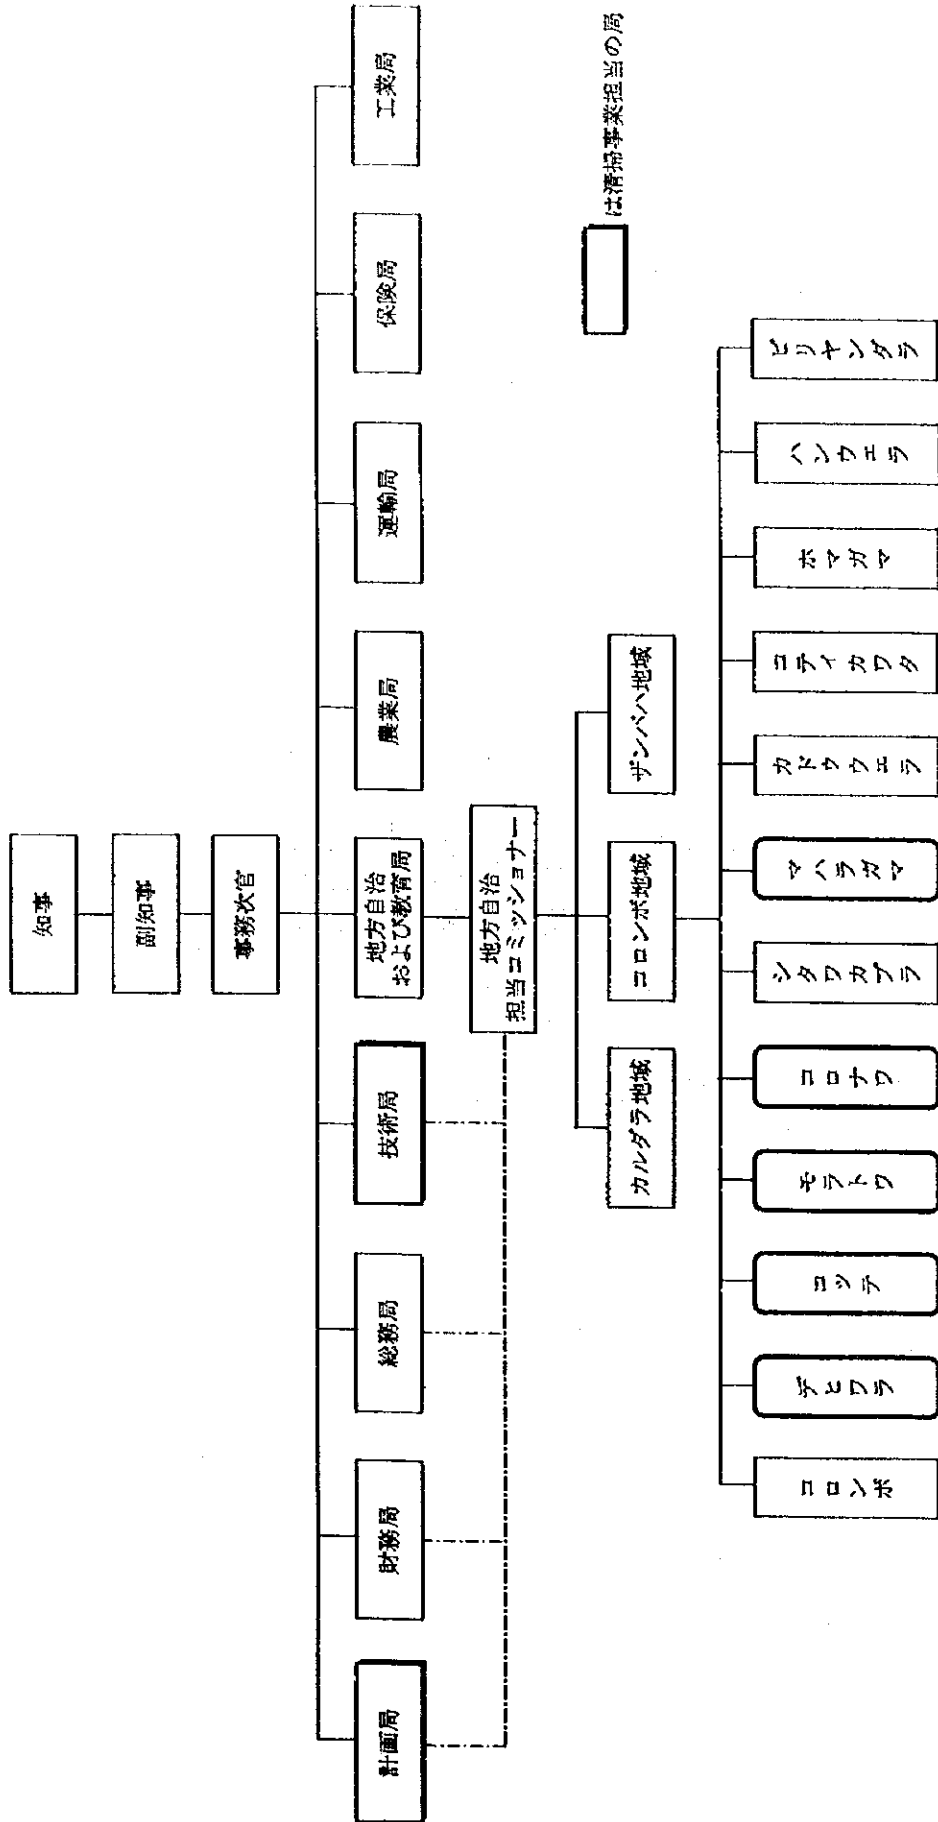 知事
副知事
事務次官
計画局
財務局
総務局
技術局
地方自治
および教育局
農業局
運輸局
保険局
工業局
地方自治
担当コミッショナー
カルダラ地域
コロンボ地域
ザンバハ地域
は清掃事業担当の局
コロンボ
デヒワラ
コッテ
モラトワ
コロナワ
シタワカプラ
マハラガマ
カドゥウエラ
コティカワタ
ホマガマ
ハンウエラ
ピリヤンダラ